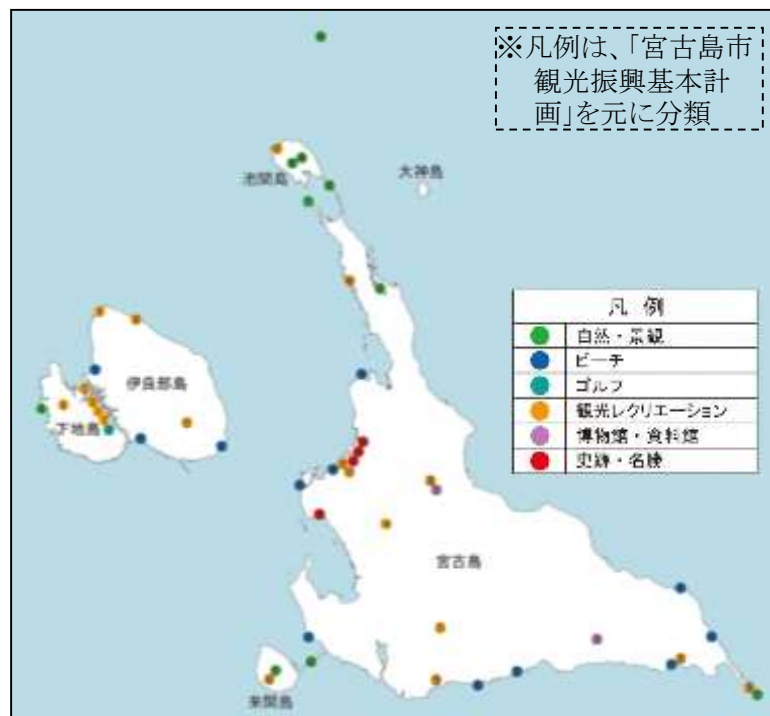 ※凡例は、「宮古島市
観光振興基本計
画」を元に分類
池間島
大神島
凡 例
自然・景観
ビーチ
ゴルフ
観光レクリエーション
博物館・資料館
史跡・名勝
伊良部島
下地島
宮古島
来間島